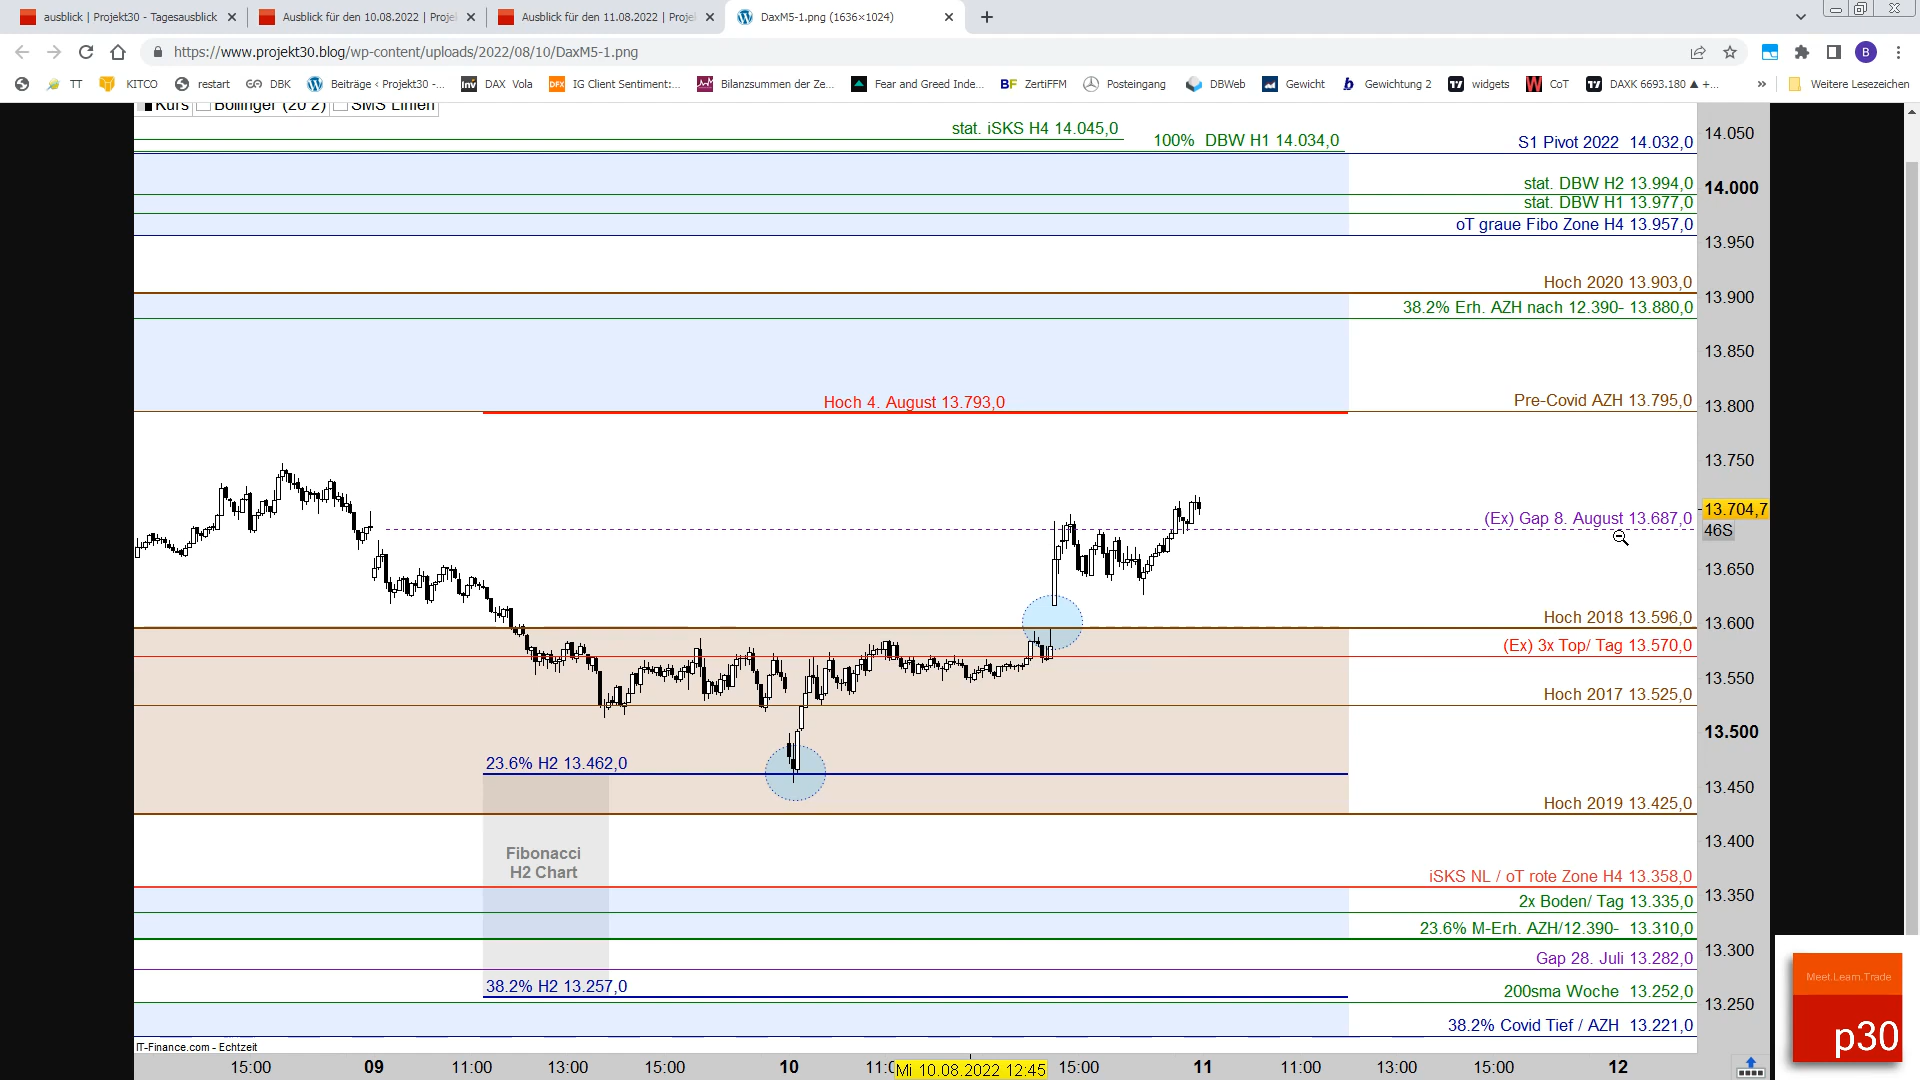 ausblick | Projekt30 - Tagesausblick
Ausblick für den 10.08.2022 | Proje
Ausblick für den 11.08.2022 | Proje
DaxM5-1.png (1636×1024)
https://www.projekt30.blog/wp-content/uploads/2022/08/10/DaxM5-1.png
B
TT
KITCO
restart
DBK
Beiträge ‹ Projekt30 -...
Inv DAX Vola
DFX IG Client Sentiment:...
Bilanzsummen der Ze...
Fear and Greed Inde...
BF ZertiFFM
Posteingang
DBWeb
Gewicht
b Gewichtung 2
widgets
W CoT
DAXK 6693.180 ▲ +...
»
Weitere Lesezeichen
Kurs
Bollinger (20 2)
SMS Linien
stat. iSKS H4 14.045,0
100% DBW H1 14.034,0
S1 Pivot 2022 14.032,0
stat. DBW H2 13.994,0
stat. DBW H1 13.977,0
oT graue Fibo Zone H4 13.957,0
Hoch 2020 13.903,0
38.2% Erh. AZH nach 12.390- 13.880,0
Hoch 4. August 13.793,0
Pre-Covid AZH 13.795,0
(Ex) Gap 8. August 13.687,0
Hoch 2018 13.596,0
(Ex) 3x Top/ Tag 13.570,0
Hoch 2017 13.525,0
23.6% H2 13.462,0
Hoch 2019 13.425,0
Fibonacci
H2 Chart
iSKS NL / oT rote Zone H4 13.358,0
2x Boden/ Tag 13.335,0
23.6% M-Erh. AZH/12.390- 13.310,0
Gap 28. Juli 13.282,0
38.2% H2 13.257,0
200sma Woche 13.252,0
38.2% Covid Tief / AZH 13.221,0
14.050
14.000
13.950
13.900
13.850
13.800
13.750
13.704,7
46S
13.650
13.600
13.550
13.500
13.450
13.400
13.350
13.300
13.250
IT-Finance.com - Echtzeit
15:00
09
11:00
13:00
15:00
10
11:0
Mi 10.08.2022 12:45
15:00
11
11:00
13:00
15:00
12
Meet.Learn.Trade
p30